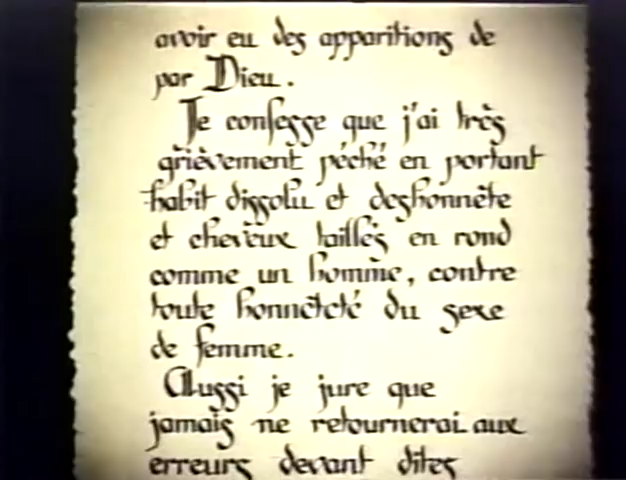 avoir eu des apparitions de
par Dieu.
Je confesse que j'ai très
grièvement péché en portant
habit dissolu et deshonnête
et cheveux taillés en rond
comme un homme, contre
toute honnêteté du sexe
de femme.
Aussi je jure que
jamais ne retournerai aux
erreurs devant dites